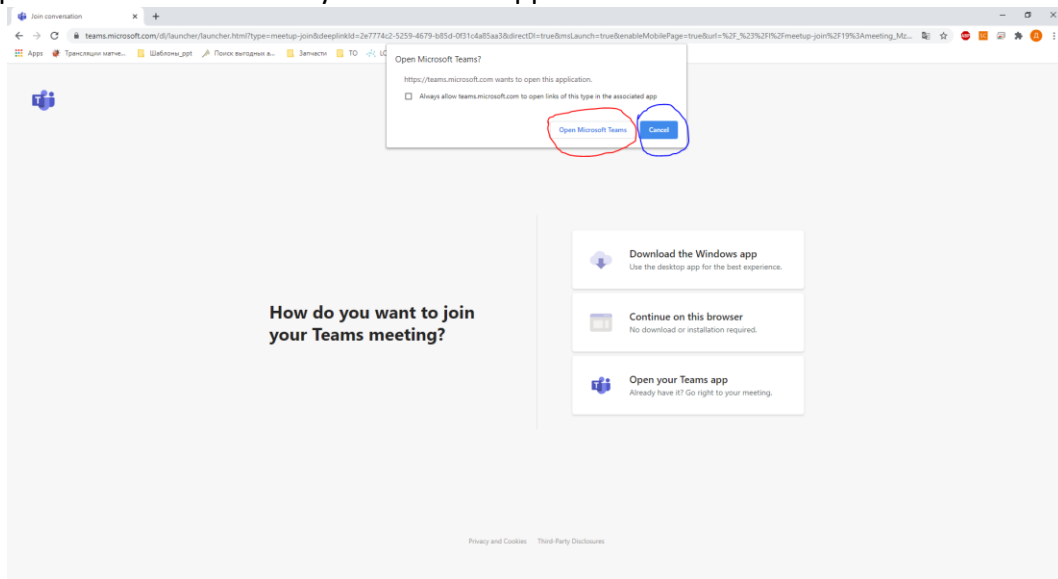 Join conversation
teams.microsoft.com/dl/launcher/launcher.html?type=meetup-join&deeplinkId=2e7774c2-5259-4679-b85d-0f31c4a85aa3&directDl=true&msLaunch=true&enableMobilePage=true&url=%2F_%23%2Fl%2Fmeetup-join%2F19%3Ameeting_Mz...
Apps Трансляции матче... Шаблоны_ppt Поиск выгодных а... Запчасти ТО
Open Microsoft Teams?
https://teams.microsoft.com wants to open this application.
Always allow teams.microsoft.com to open links of this type in the associated app
Open Microsoft Teams Cancel
How do you want to join
your Teams meeting?
Download the Windows app
Use the desktop app for the best experience.
Continue on this browser
No download or installation required.
Open your Teams app
Already have it? Go right to your meeting.
Privacy and Cookies Third-Party Disclosures